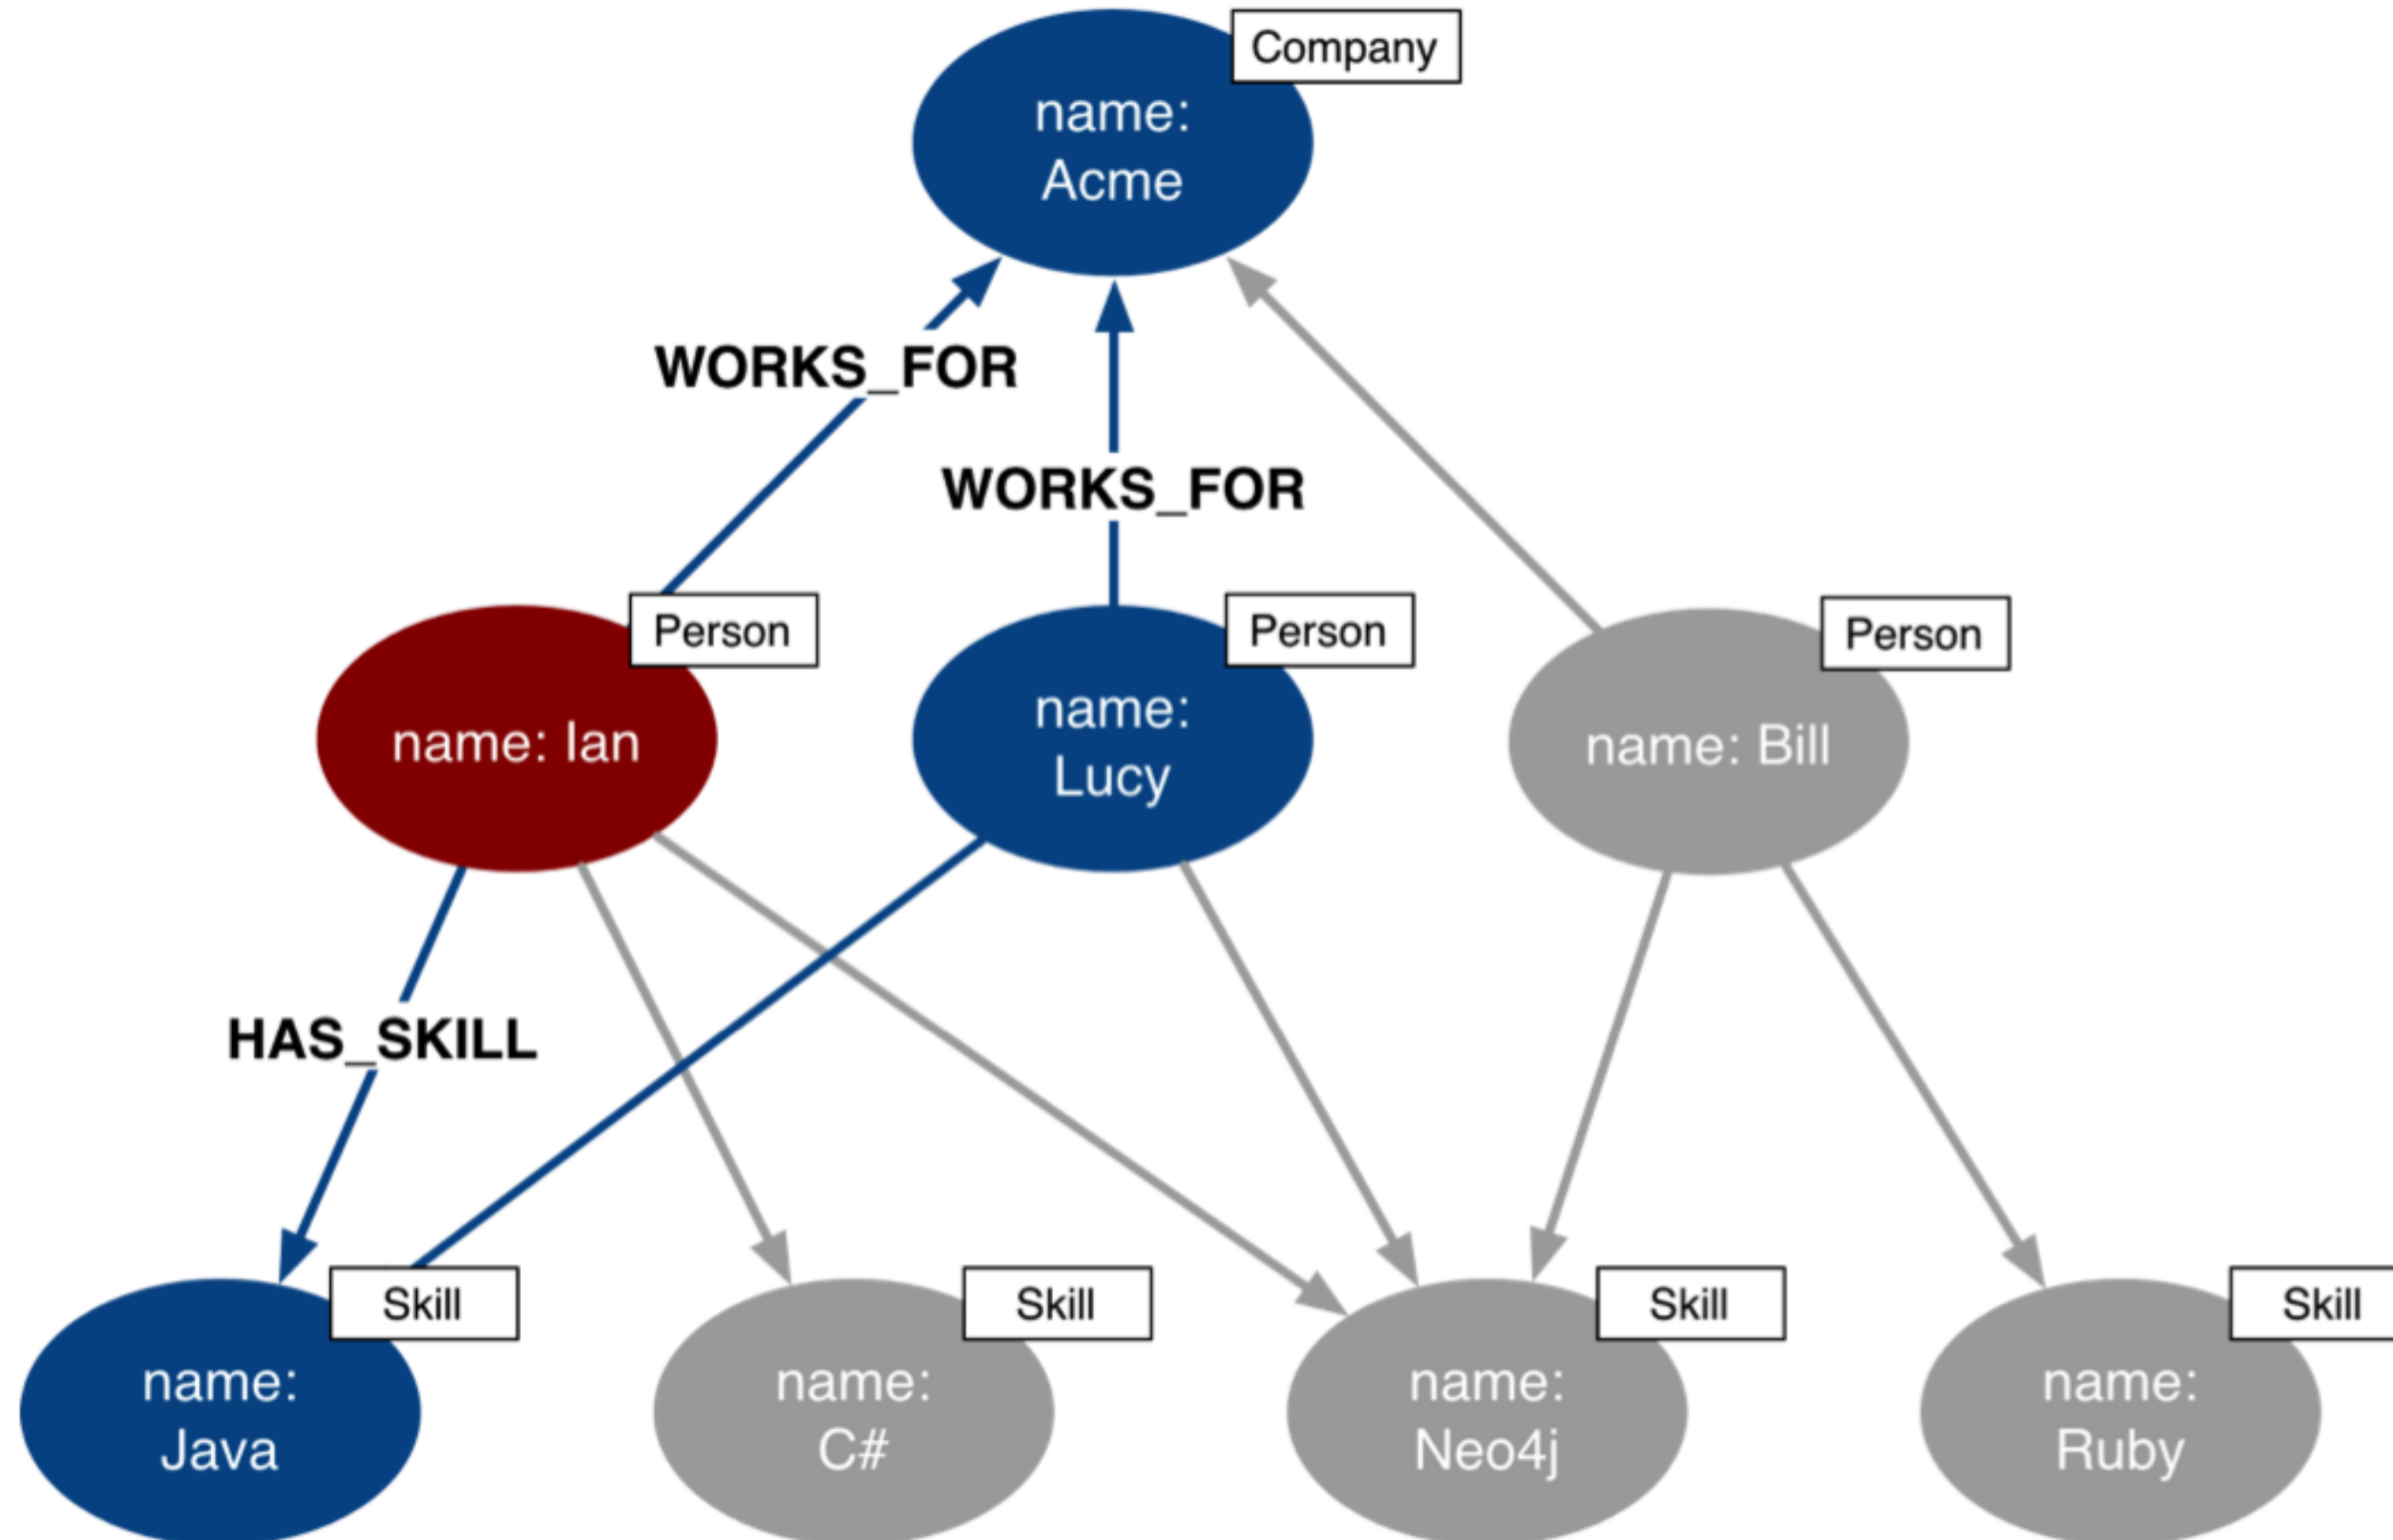 Company
name:
Acme
WORKS_FOR
WORKS_FOR
Person
Person
Person
name: Ian
name:
Lucy
name: Bill
HAS_SKILL
Skill
Skill
Skill
Skill
name:
Java
name:
C#
name:
Neo4j
name:
Ruby